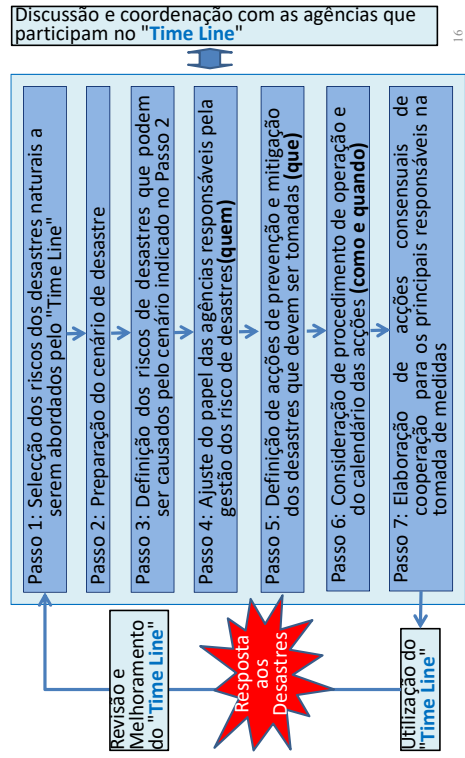 Discussão e coordenação com as agências que
participam no "Time Line"
Passo 1: Selecção dos riscos dos desastres naturais a
serem abordados pelo "Time Line"
Passo 2: Preparação do cenário de desastre
Passo 3: Definição dos riscos de desastres que podem
ser causados pelo cenário indicado no Passo 2
Passo 4: Ajuste do papel das agências responsáveis pela
gestão dos risco de desastres(quem)
Passo 5: Definição de acções de prevenção e mitigação
dos desastres que devem ser tomadas (que)
Passo 6: Consideração de procedimento de operação e
do calendário das acções (como e quando)
Passo 7: Elaboração de acções consensuais de
cooperação para os principais responsáveis na
tomada de medidas
Revisão e
Melhoramento
do "Time Line"
Resposta
aos
Desastres
Utilização do
"Time Line"
16